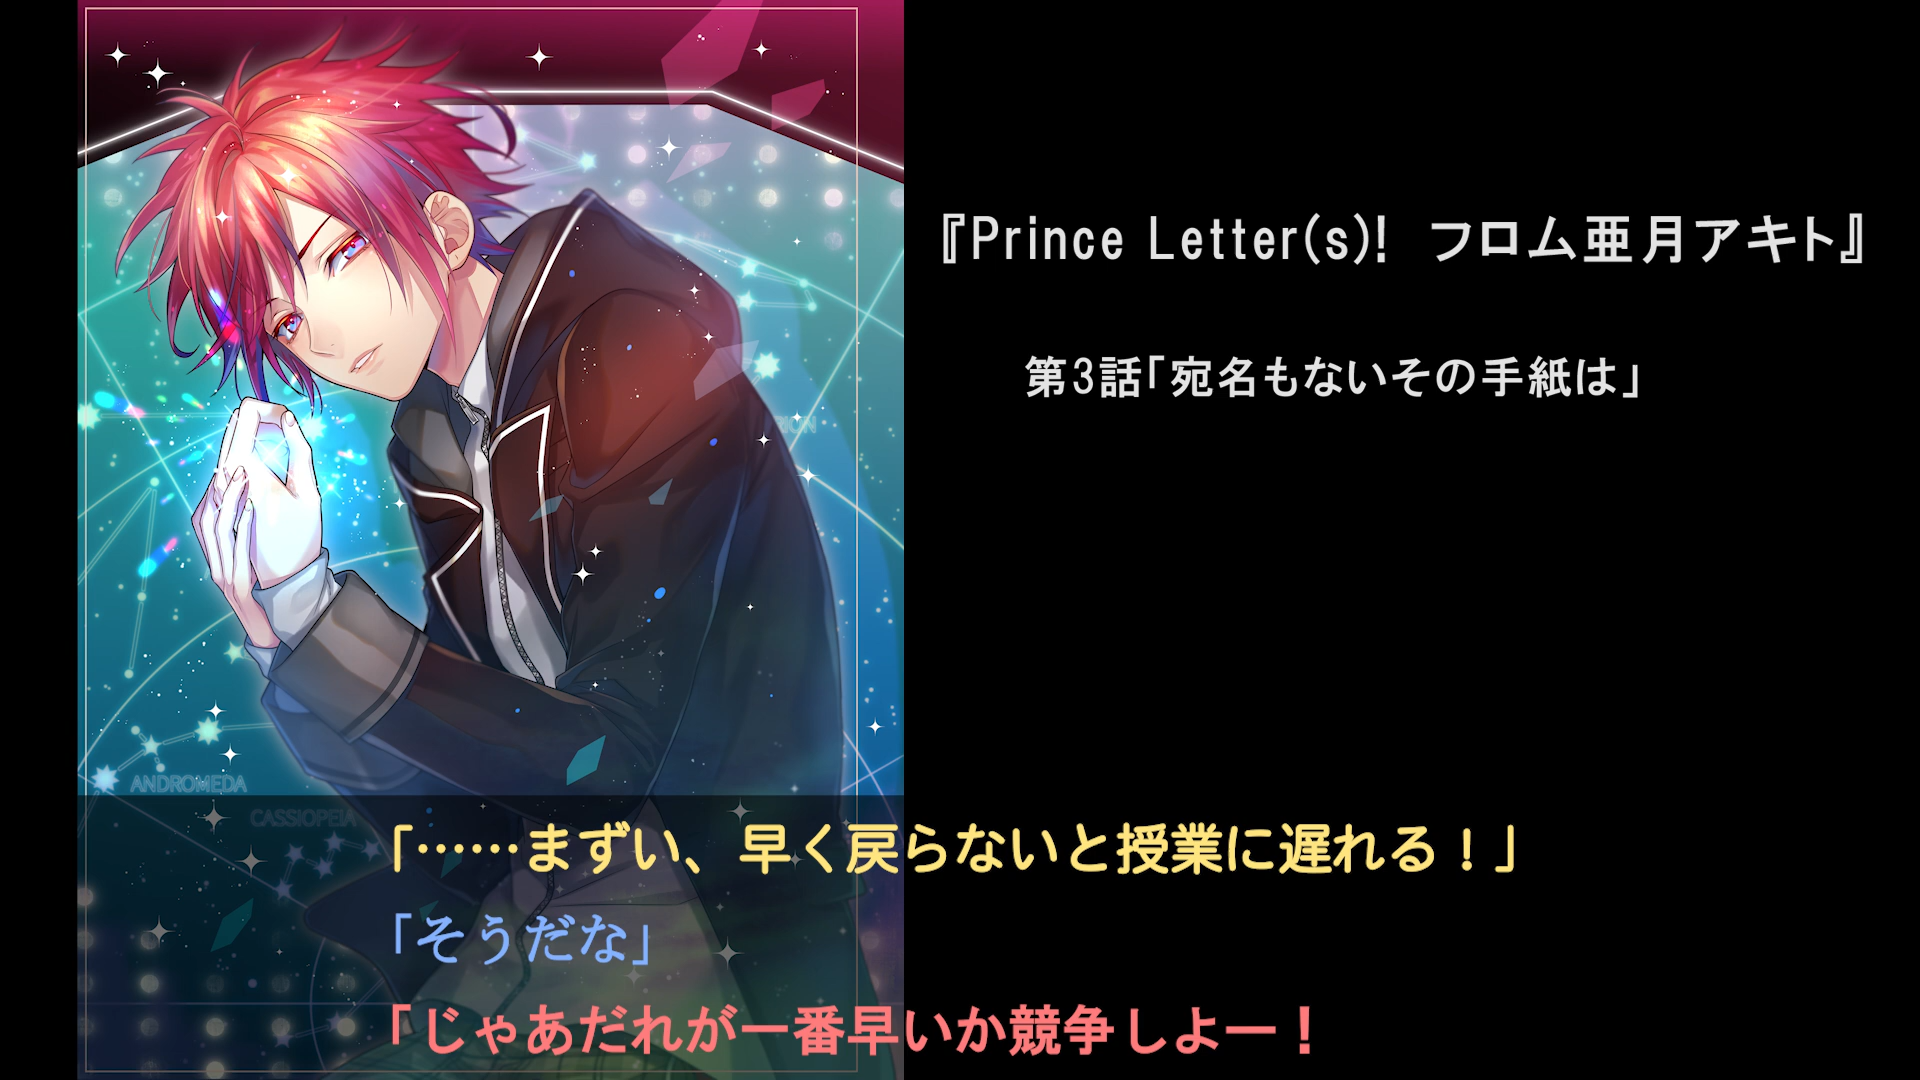 『Prince Letter(s)! フロム亜月アキト』
第3話「宛名もないその手紙は」
ANDROMEDA
CASSIOPEIA
「……まずい、早く戻らないと授業に遅れる！」
「そうだな」
「じゃあだれが一番早いか競争しよー！